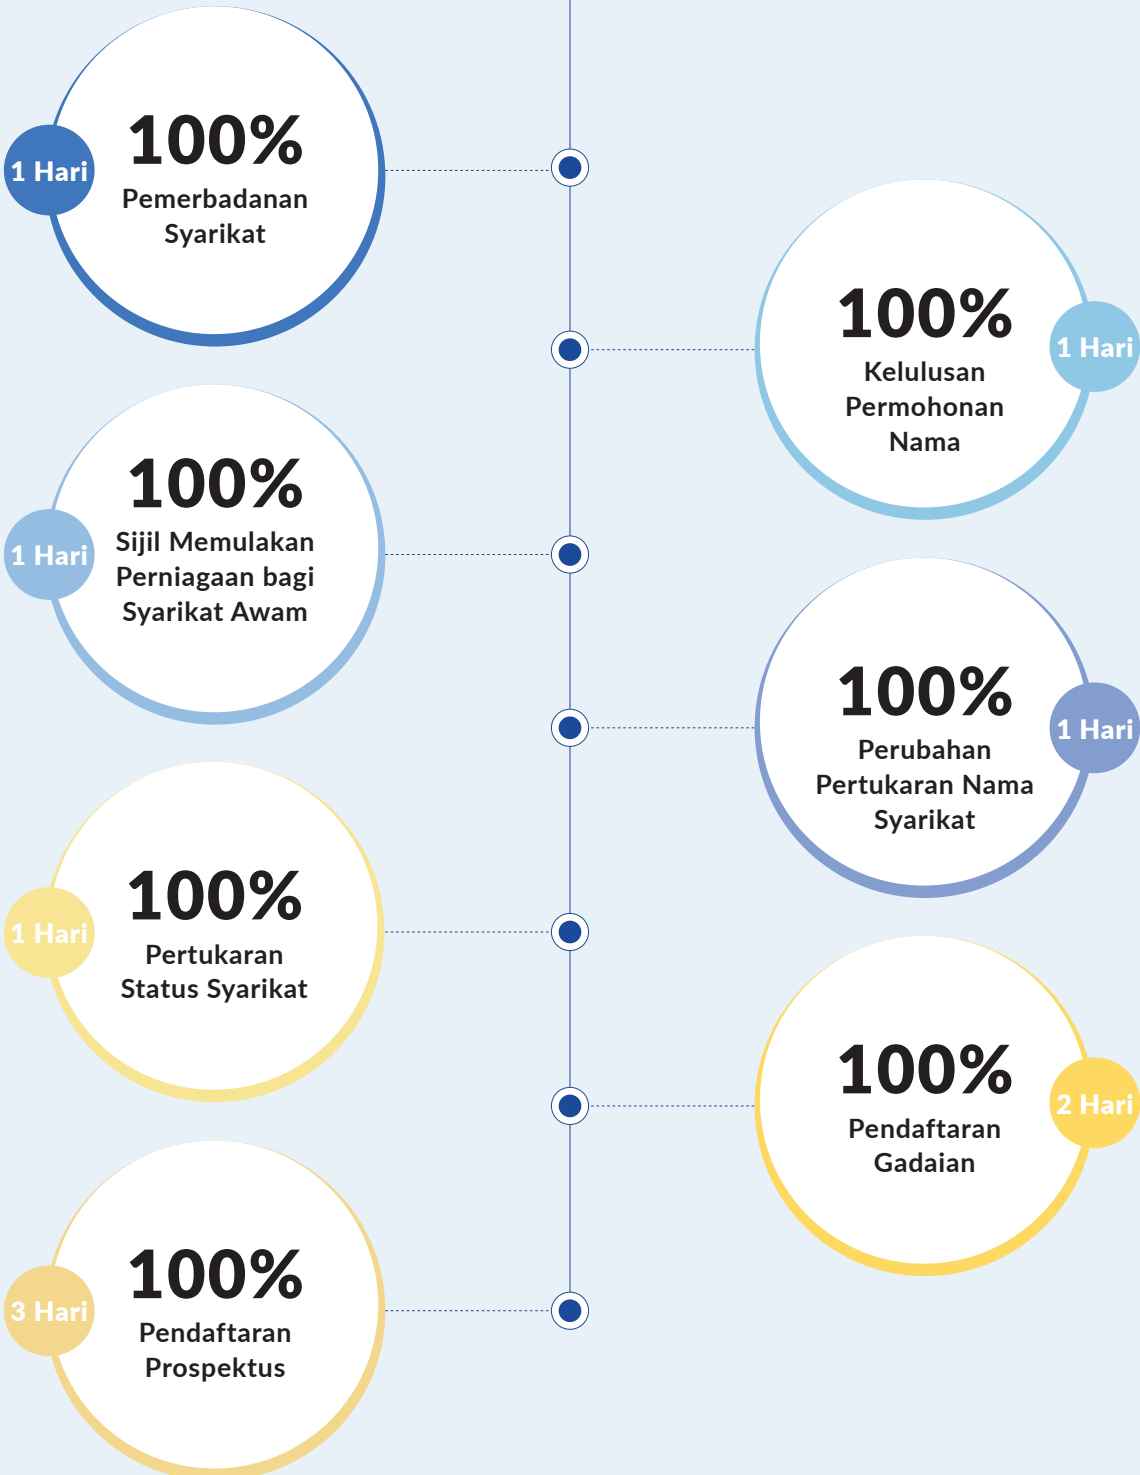 1 Hari
100%
Pemerbadanan
Syarikat
100%
Kelulusan
Permohonan
Nama
1 Hari
1 Hari
100%
Sijil Memulakan
Perniagaan bagi
Syarikat Awam
100%
Perubahan
Pertukaran Nama
Syarikat
1 Hari
1 Hari
100%
Pertukaran
Status Syarikat
100%
Pendaftaran
Gadaian
2 Hari
3 Hari
100%
Pendaftaran
Prospektus